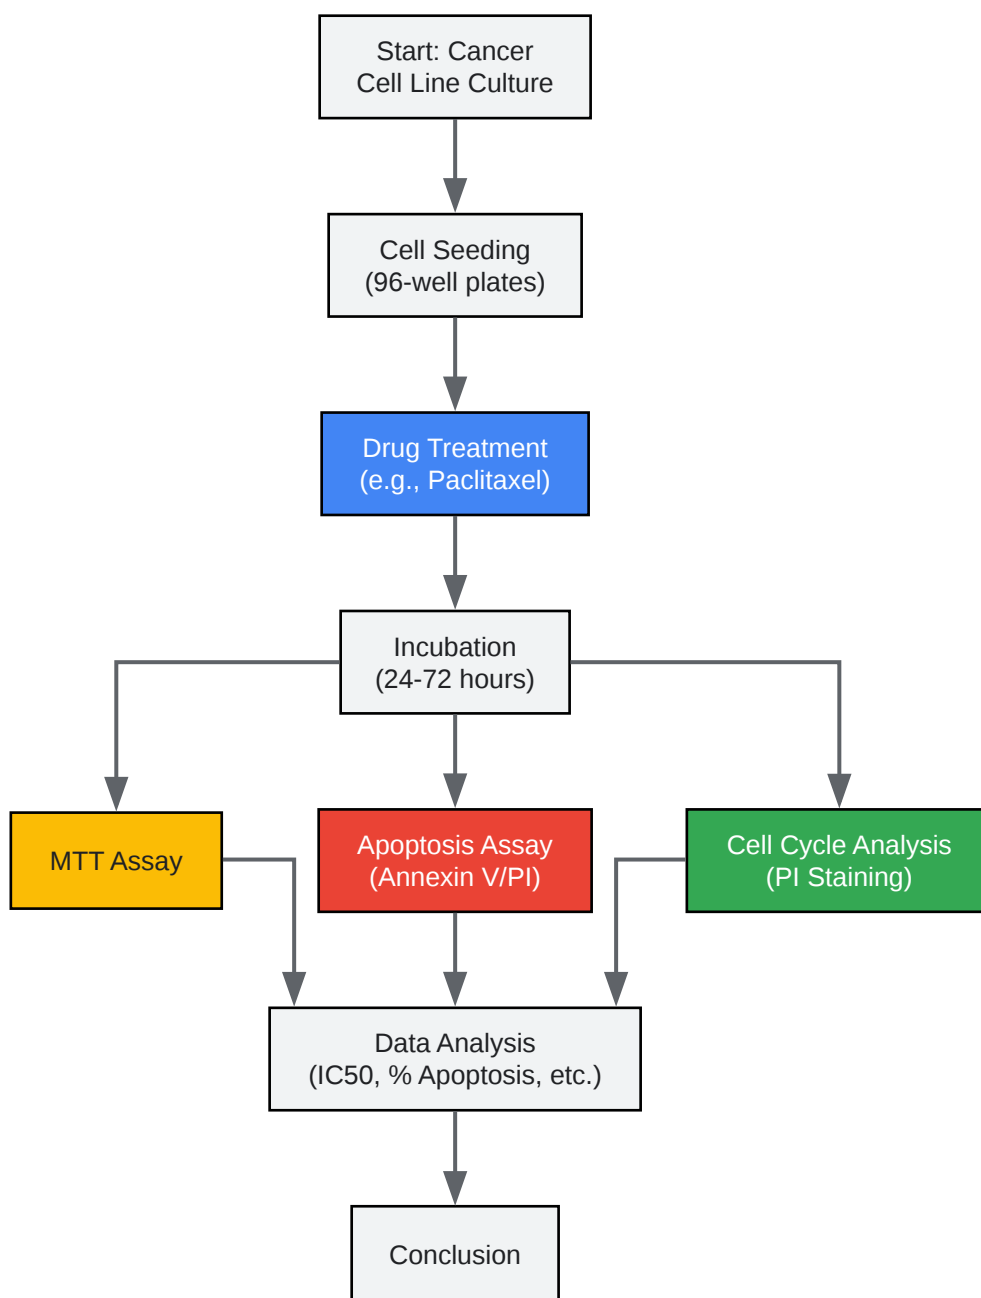 Start: Cancer
Cell Line Culture
Cell Seeding
(96-well plates)
Drug Treatment
(e.g., Paclitaxel)
Incubation
(24-72 hours)
MTT Assay
Apoptosis Assay
(Annexin V/PI)
Cell Cycle Analysis
(PI Staining)
Data Analysis
(IC50, % Apoptosis, etc.)
Conclusion